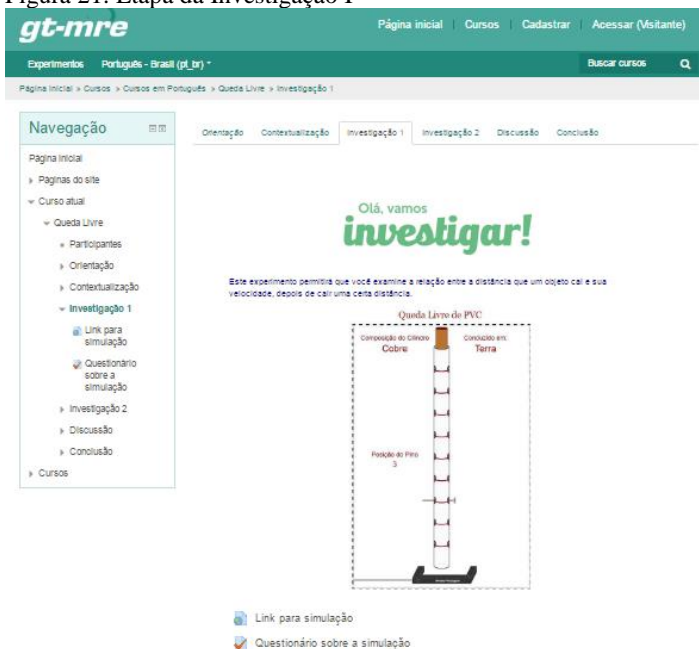 Figura 21: Etapa da Investigação 1
gt-mre
Página inicial | Cursos | Cadastrar | Acessar (Visitante)
Experimentos Português - Brasil (pt_br)
Buscar cursos
Página Inicial » Cursos » Cursos em Português » Queda Livre » Investigação 1
Navegação
Página inicial
Páginas do site
Curso atual
Queda Livre
Participantes
Orientação
Contextualização
Investigação 1
Link para
simulação
Questionário
sobre a
simulação
Investigação 2
Discussão
Conclusão
Cursos
Orientação Contextualização Investigação 1 Investigação 2 Discussão Conclusão
Olá, vamos
investigar!
Este experimento permitirá que você examine a relação entre a distância que um objeto cai e sua
velocidade, depois de cair uma certa distância.
Queda Livre do PVC
Composição do Cilindro
Cobre
Conduzido em:
Terra
Posição do Pino
3
Link para simulação
Questionário sobre a simulação